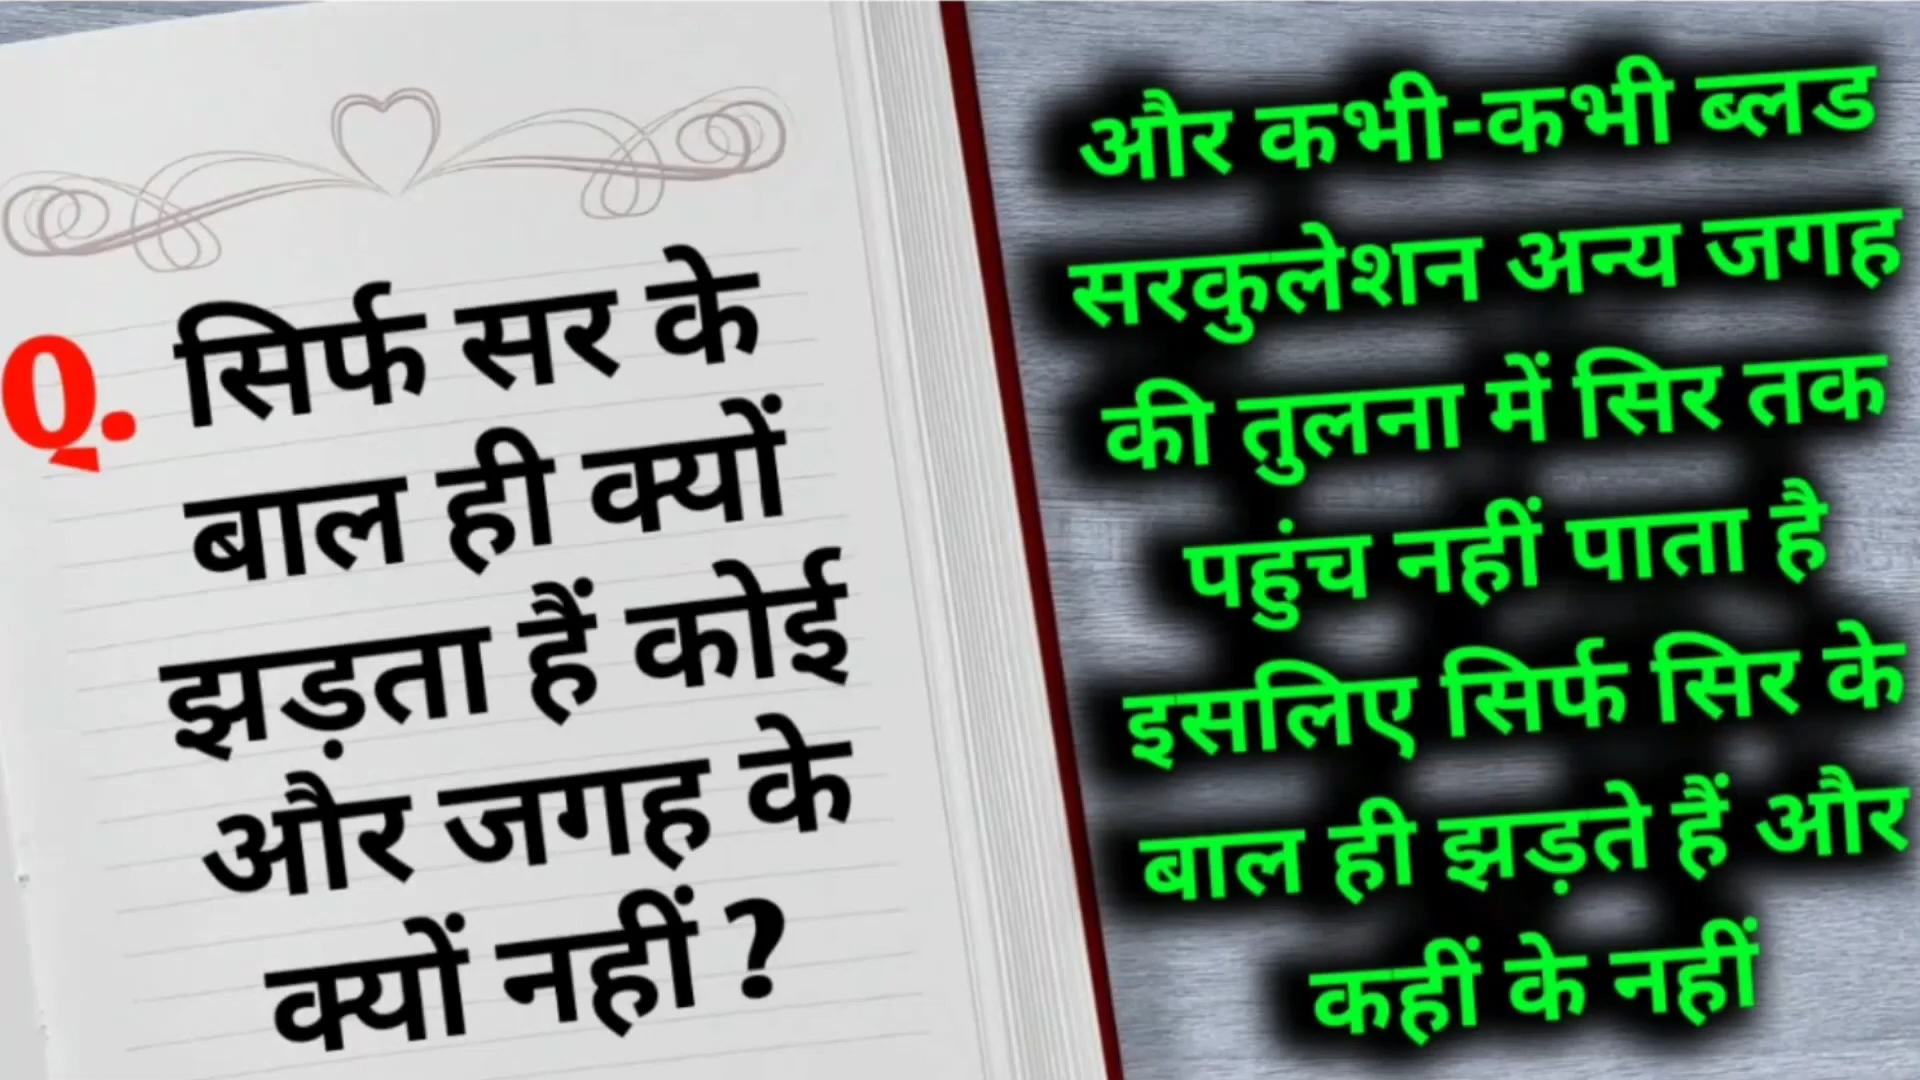 Q. सिर्फ सर के
बाल ही क्यों
झड़ता हैं कोई
और जगह के
क्यों नहीं ?
और कभी-कभी ब्लड
सरकुलेशन अन्य जगह
की तुलना में सिर तक
पहुंच नहीं पाता है
इसलिए सिर्फ सिर के
बाल ही झड़ते हैं और
कहीं के नहीं